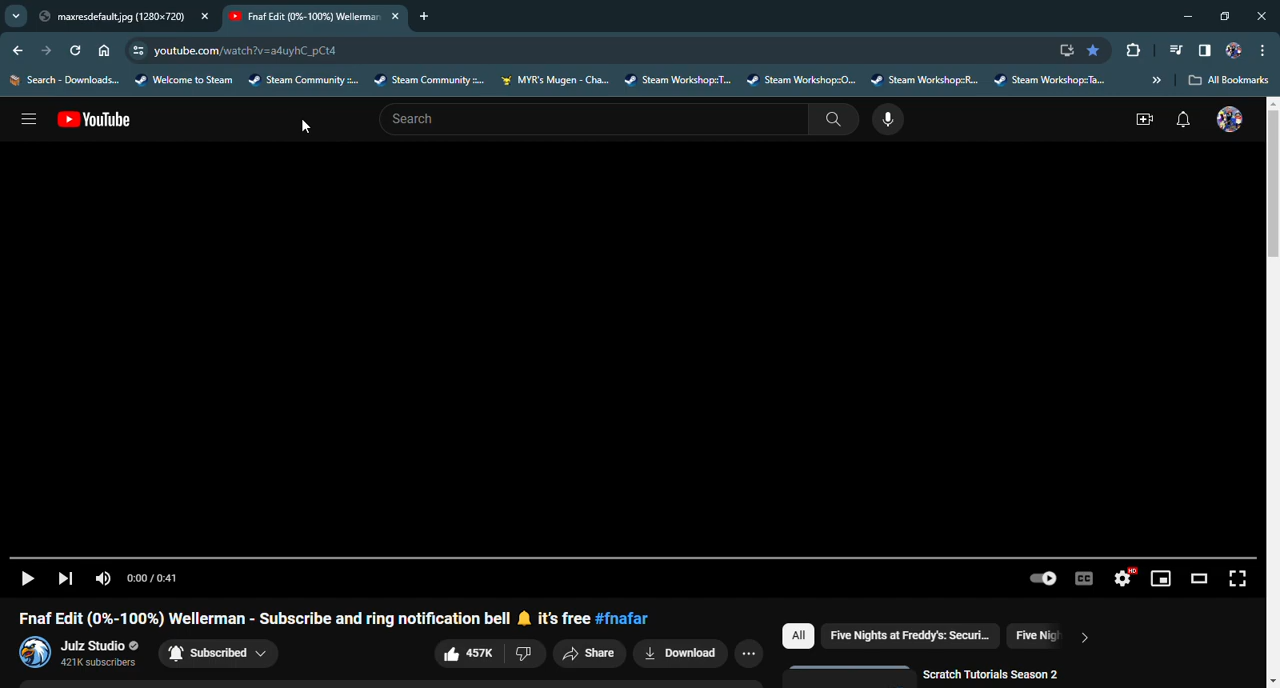 maxresdefault.jpg (1280×720)
Fnaf Edit (0%-100%) Wellerman
youtube.com/watch?v=a4uyhC_pCt4
Search - Downloads...
Welcome to Steam
Steam Community ::...
Steam Community ::...
MYR's Mugen - Cha...
Steam Workshop::T...
Steam Workshop::O...
Steam Workshop::R...
Steam Workshop::Ta...
All Bookmarks
YouTube
Search
0:00 / 0:41
CC
HD
Fnaf Edit (0%-100%) Wellerman - Subscribe and ring notification bell 🔔 it's free #fnafar
Julz Studio
421K subscribers
Subscribed
457K
Share
Download
All
Five Nights at Freddy's: Securi...
Five Nigh
Scratch Tutorials Season 2